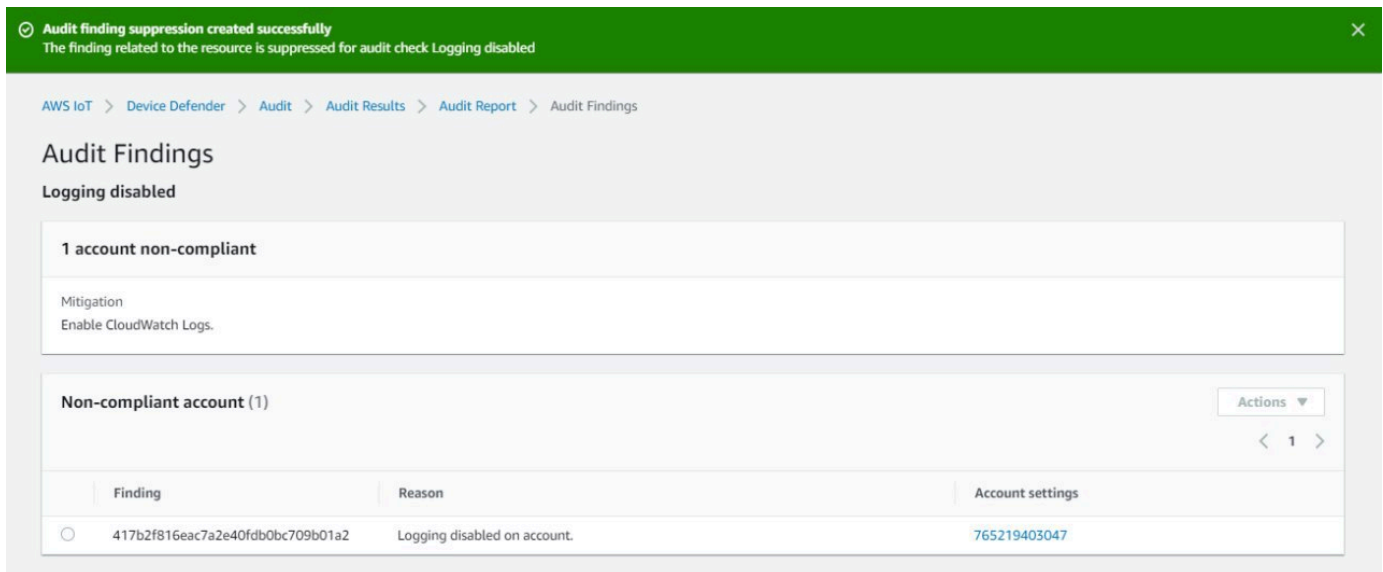 Audit finding suppression created successfully
The finding related to the resource is suppressed for audit check Logging disabled
AWS IoT > Device Defender > Audit > Audit Results > Audit Report > Audit Findings
Audit Findings
Logging disabled
1 account non-compliant
Mitigation
Enable CloudWatch Logs.
Non-compliant account (1)
Actions ▼
< 1 >
Finding Reason Account settings
417b2f816eac7a2e40fdb0bc709b01a2 Logging disabled on account. 765219403047